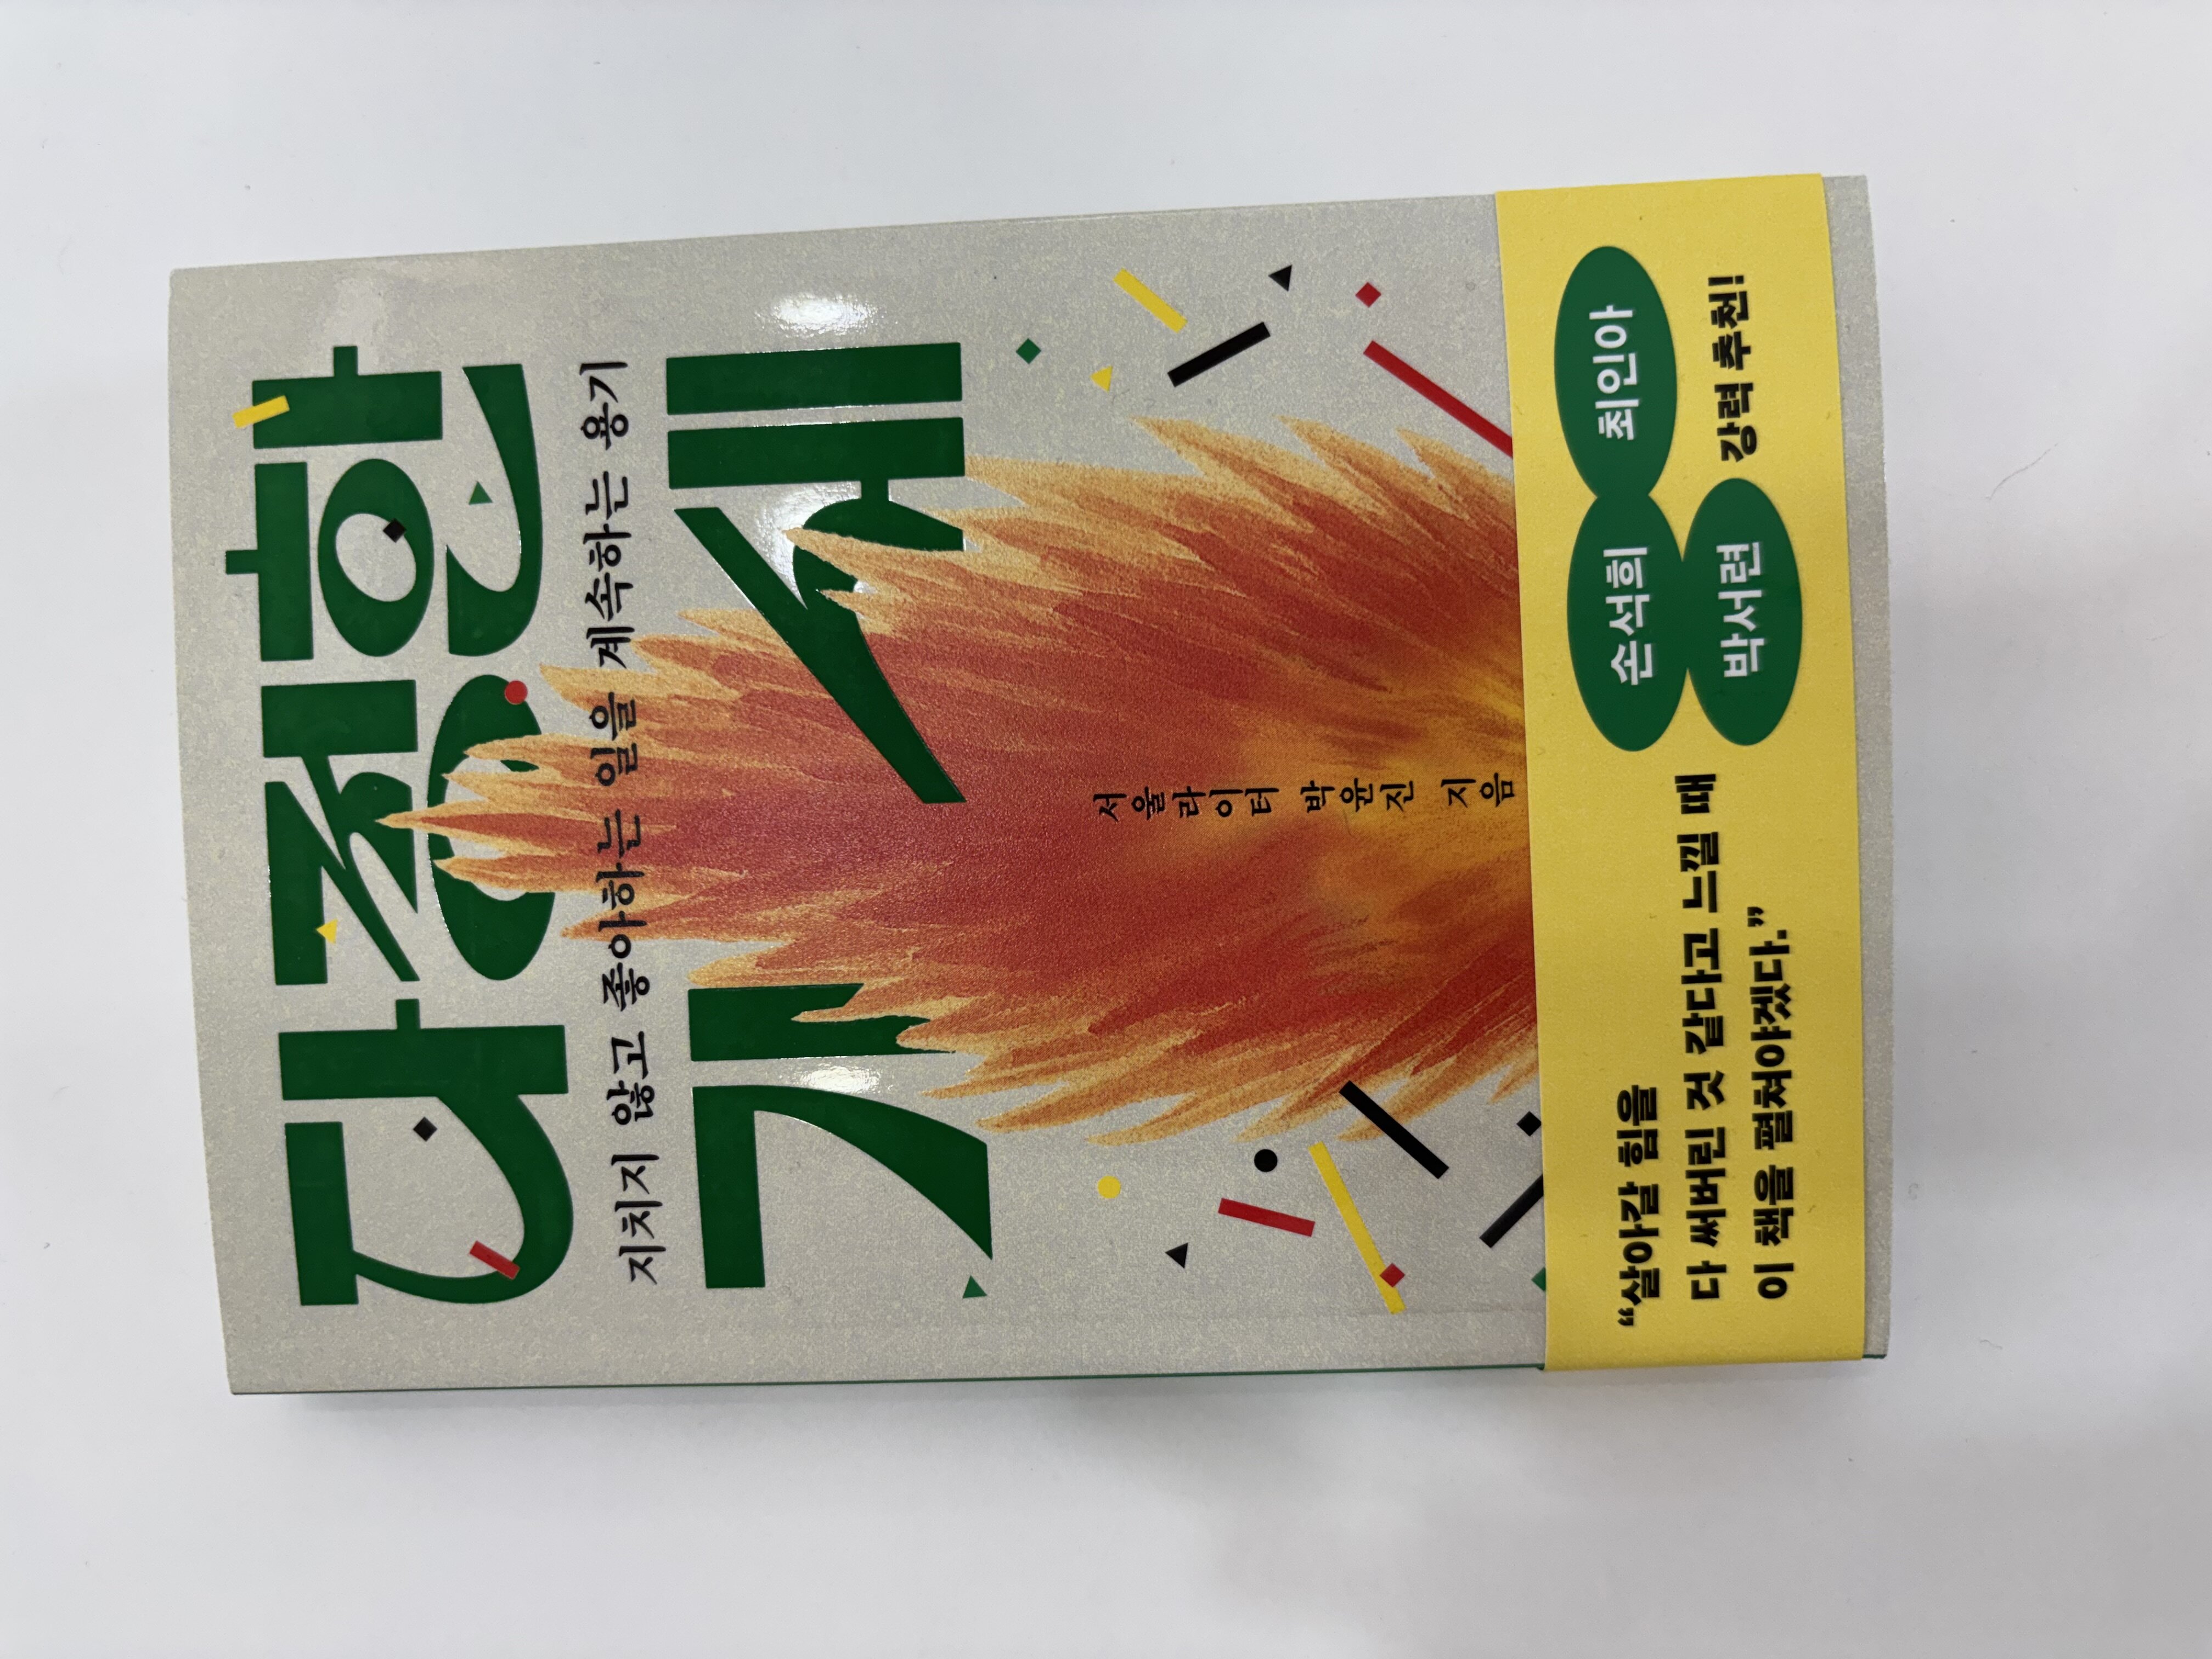 다정한
지치지 않고 좋아하는 일을 계속하는 용기
기세
서울라이터 박윤진 지음
“살아갈 힘을
다 써버린 것 같다고 느낄 때
이 책을 펼쳐야겠다.”
손석희 최인아
박서련 강력 추천!